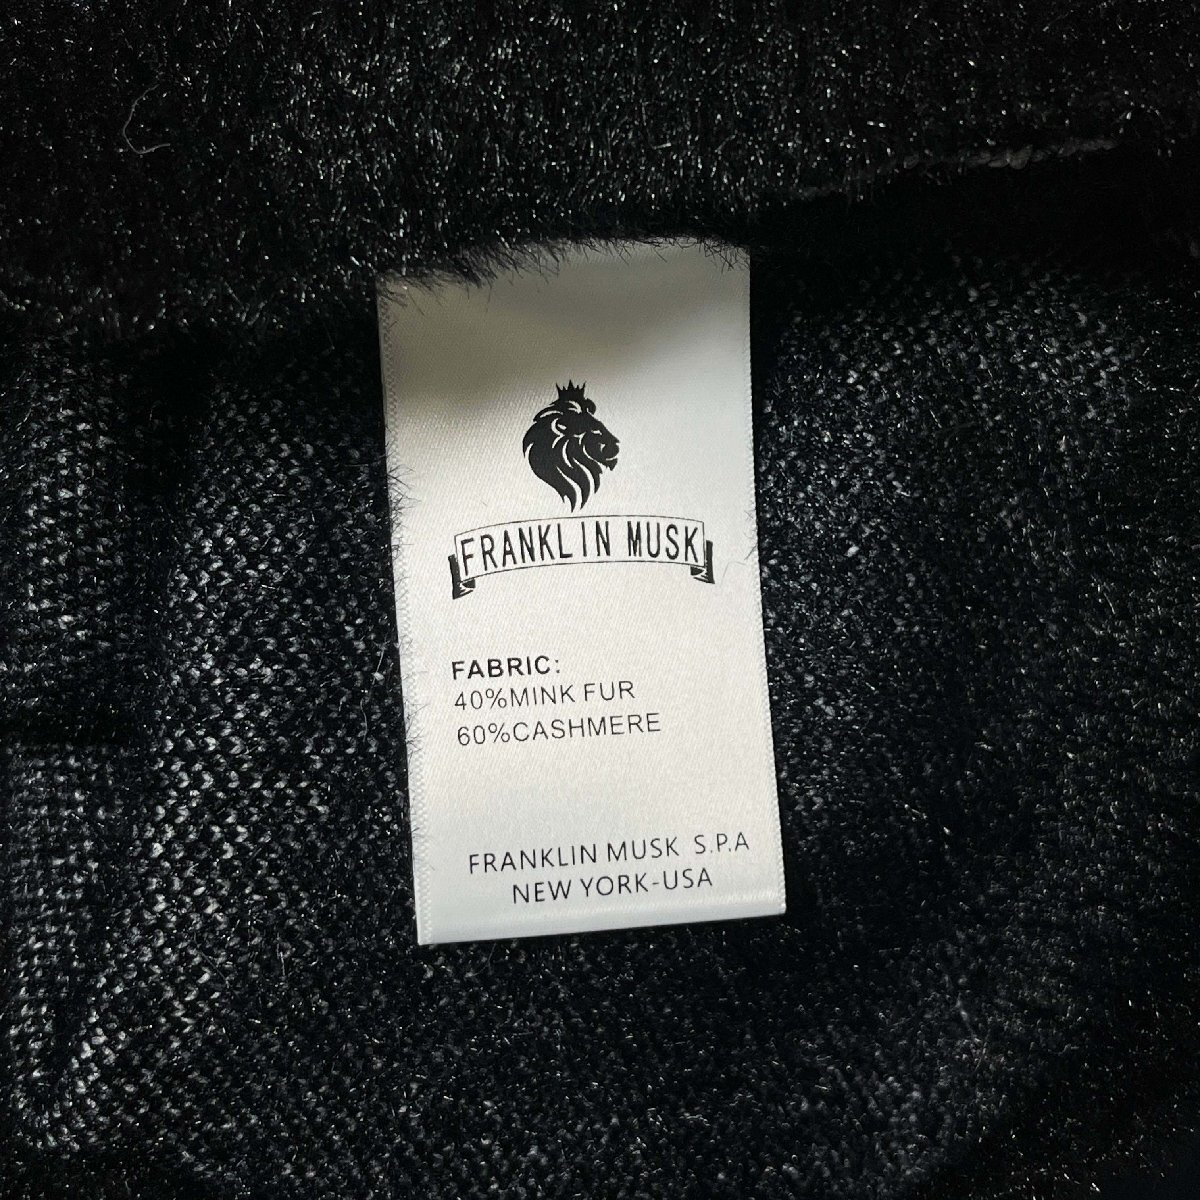 FRANKLIN MUSK
FABRIC:
40%MINK FUR
60%CASHMERE
FRANKLIN MUSK S.P.A
NEW YORK-USA